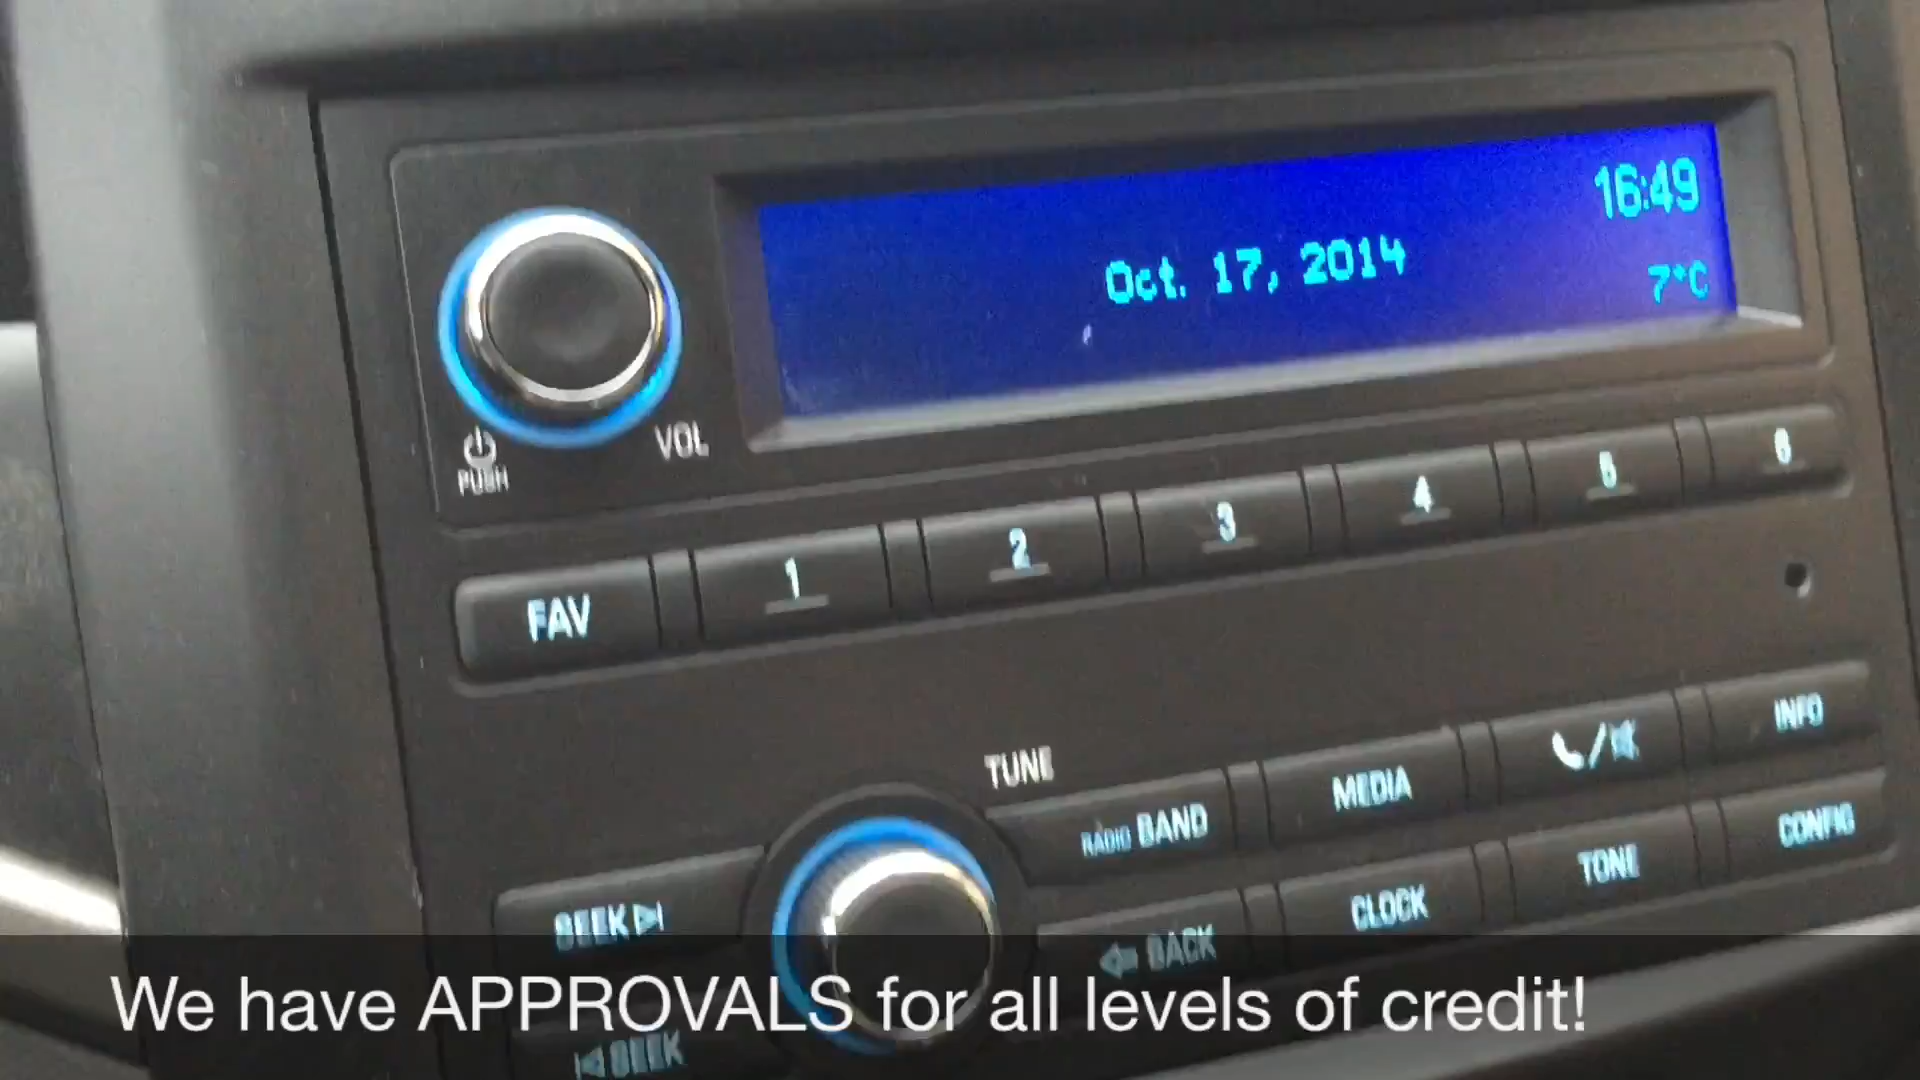 16:49
Oct. 17, 2014
7°C
VOL
PUSH
FAV 1 2 3 4 5 6
TUNE
RADIO BAND
MEDIA
INFO
SEEK
BACK
CLOCK
TONE
CONFIG
SEEK
We have APPROVALS for all levels of credit!